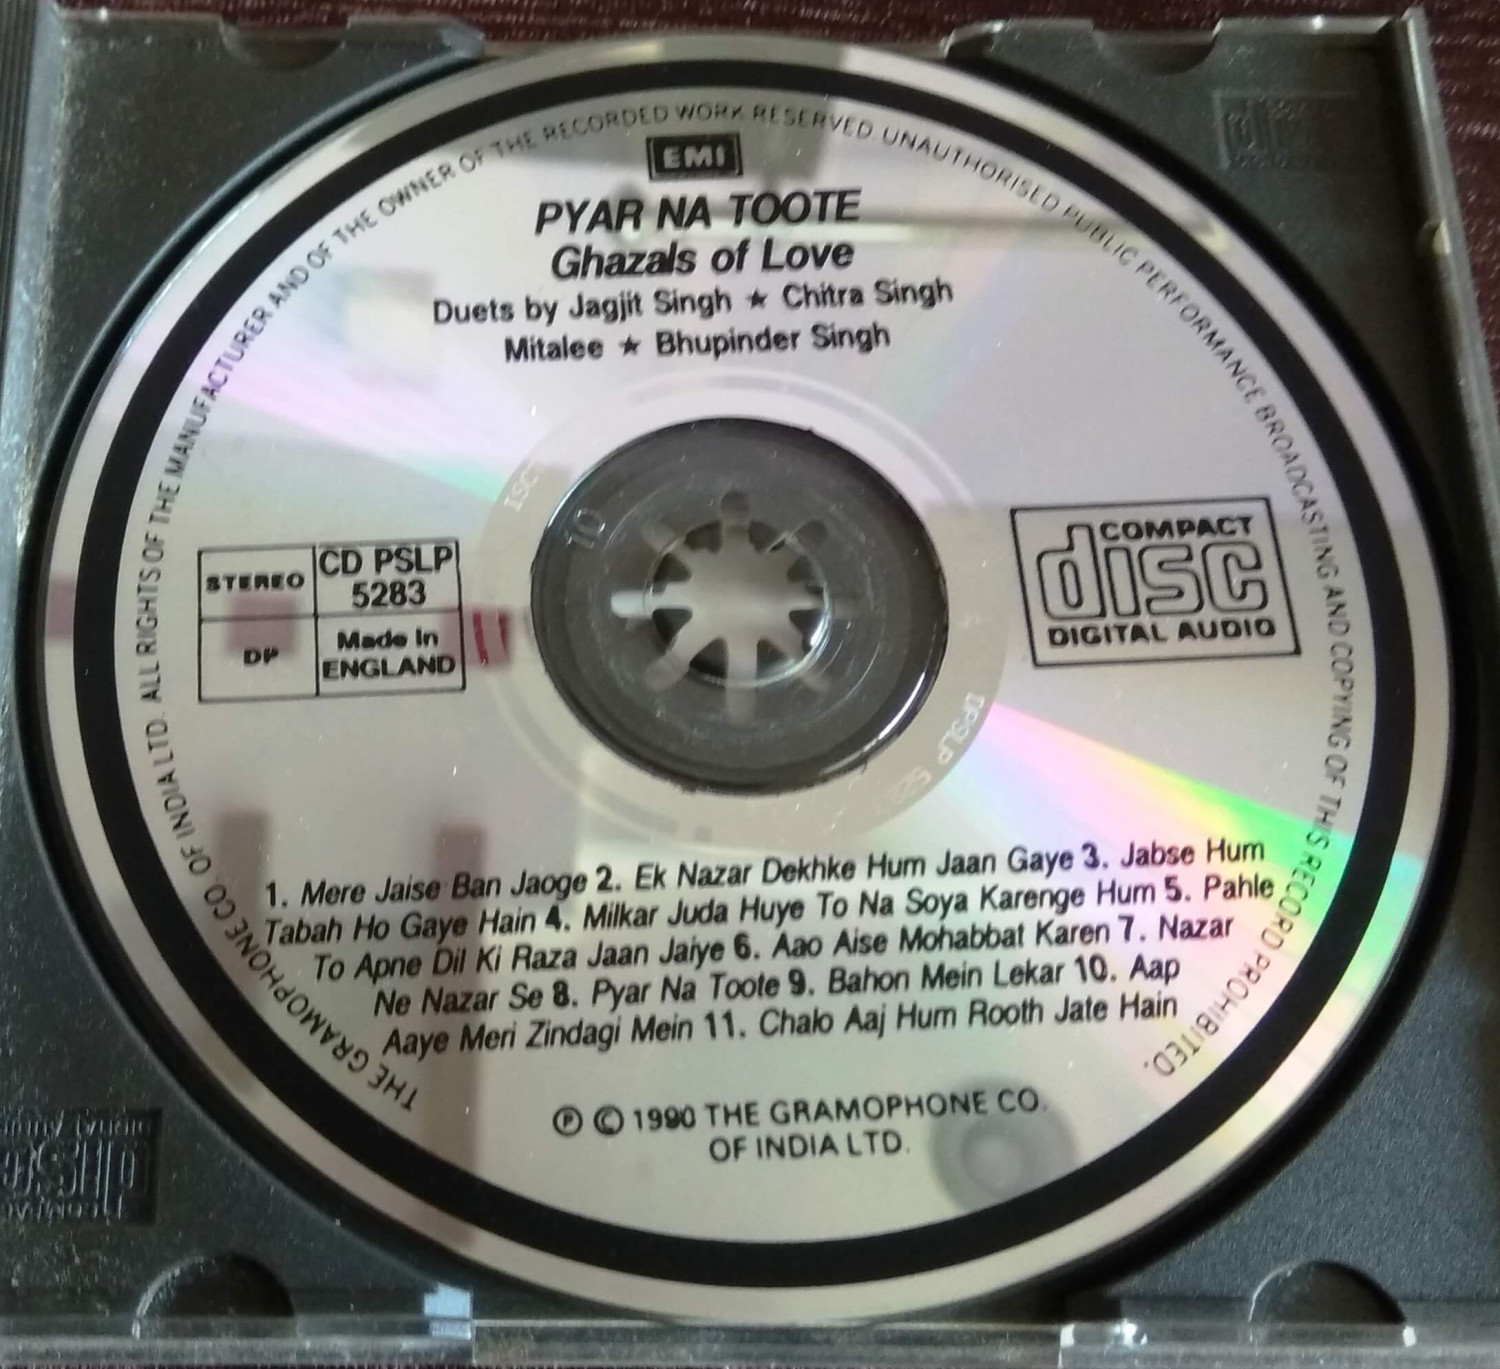 THE GRAMOPHONE CO. OF INDIA LTD. ALL RIGHTS OF THE MANUFACTURER AND OF THE OWNER OF THE RECORDED WORK RESERVED. UNAUTHORISED PUBLIC PERFORMANCE BROADCASTING AND COPYING OF THIS RECORD PROHIBITED.
EMI
PYAR NA TOOTE
Ghazals of Love
Duets by Jagjit Singh ★ Chitra Singh
Mitalee ★ Bhupinder Singh
STEREO
CD PSLP
5283
DP
Made in
ENGLAND
10
COMPACT
disc
DIGITAL AUDIO
1. Mere Jaise Ban Jaoge 2. Ek Nazar Dekhke Hum Jaan Gaye 3. Jabse Hum
Tabah Ho Gaye Hain 4. Milkar Juda Huye To Na Soya Karenge Hum 5. Pahle
To Apne Dil Ki Raza Jaan Jaiye 6. Aao Aise Mohabbat Karen 7. Nazar
Ne Nazar Se 8. Pyar Na Toote 9. Bahon Mein Lekar 10. Aap
Aaye Meri Zindagi Mein 11. Chalo Aaj Hum Rooth Jate Hain
Ⓟ © 1990 THE GRAMOPHONE CO.
OF INDIA LTD.